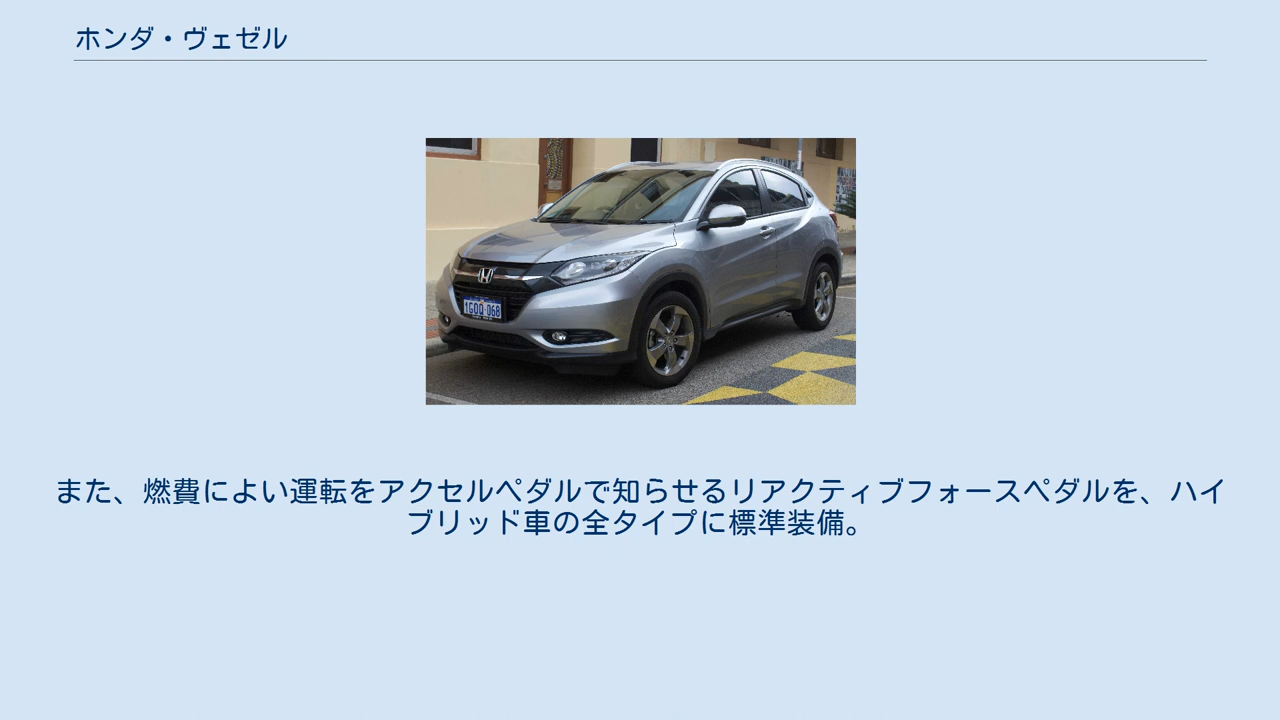 ホンダ・ヴェゼル
1GOO 068
また、燃費によい運転をアクセルペダルで知らせるリアクティブフォースペダルを、ハイ
ブリッド車の全タイプに標準装備。